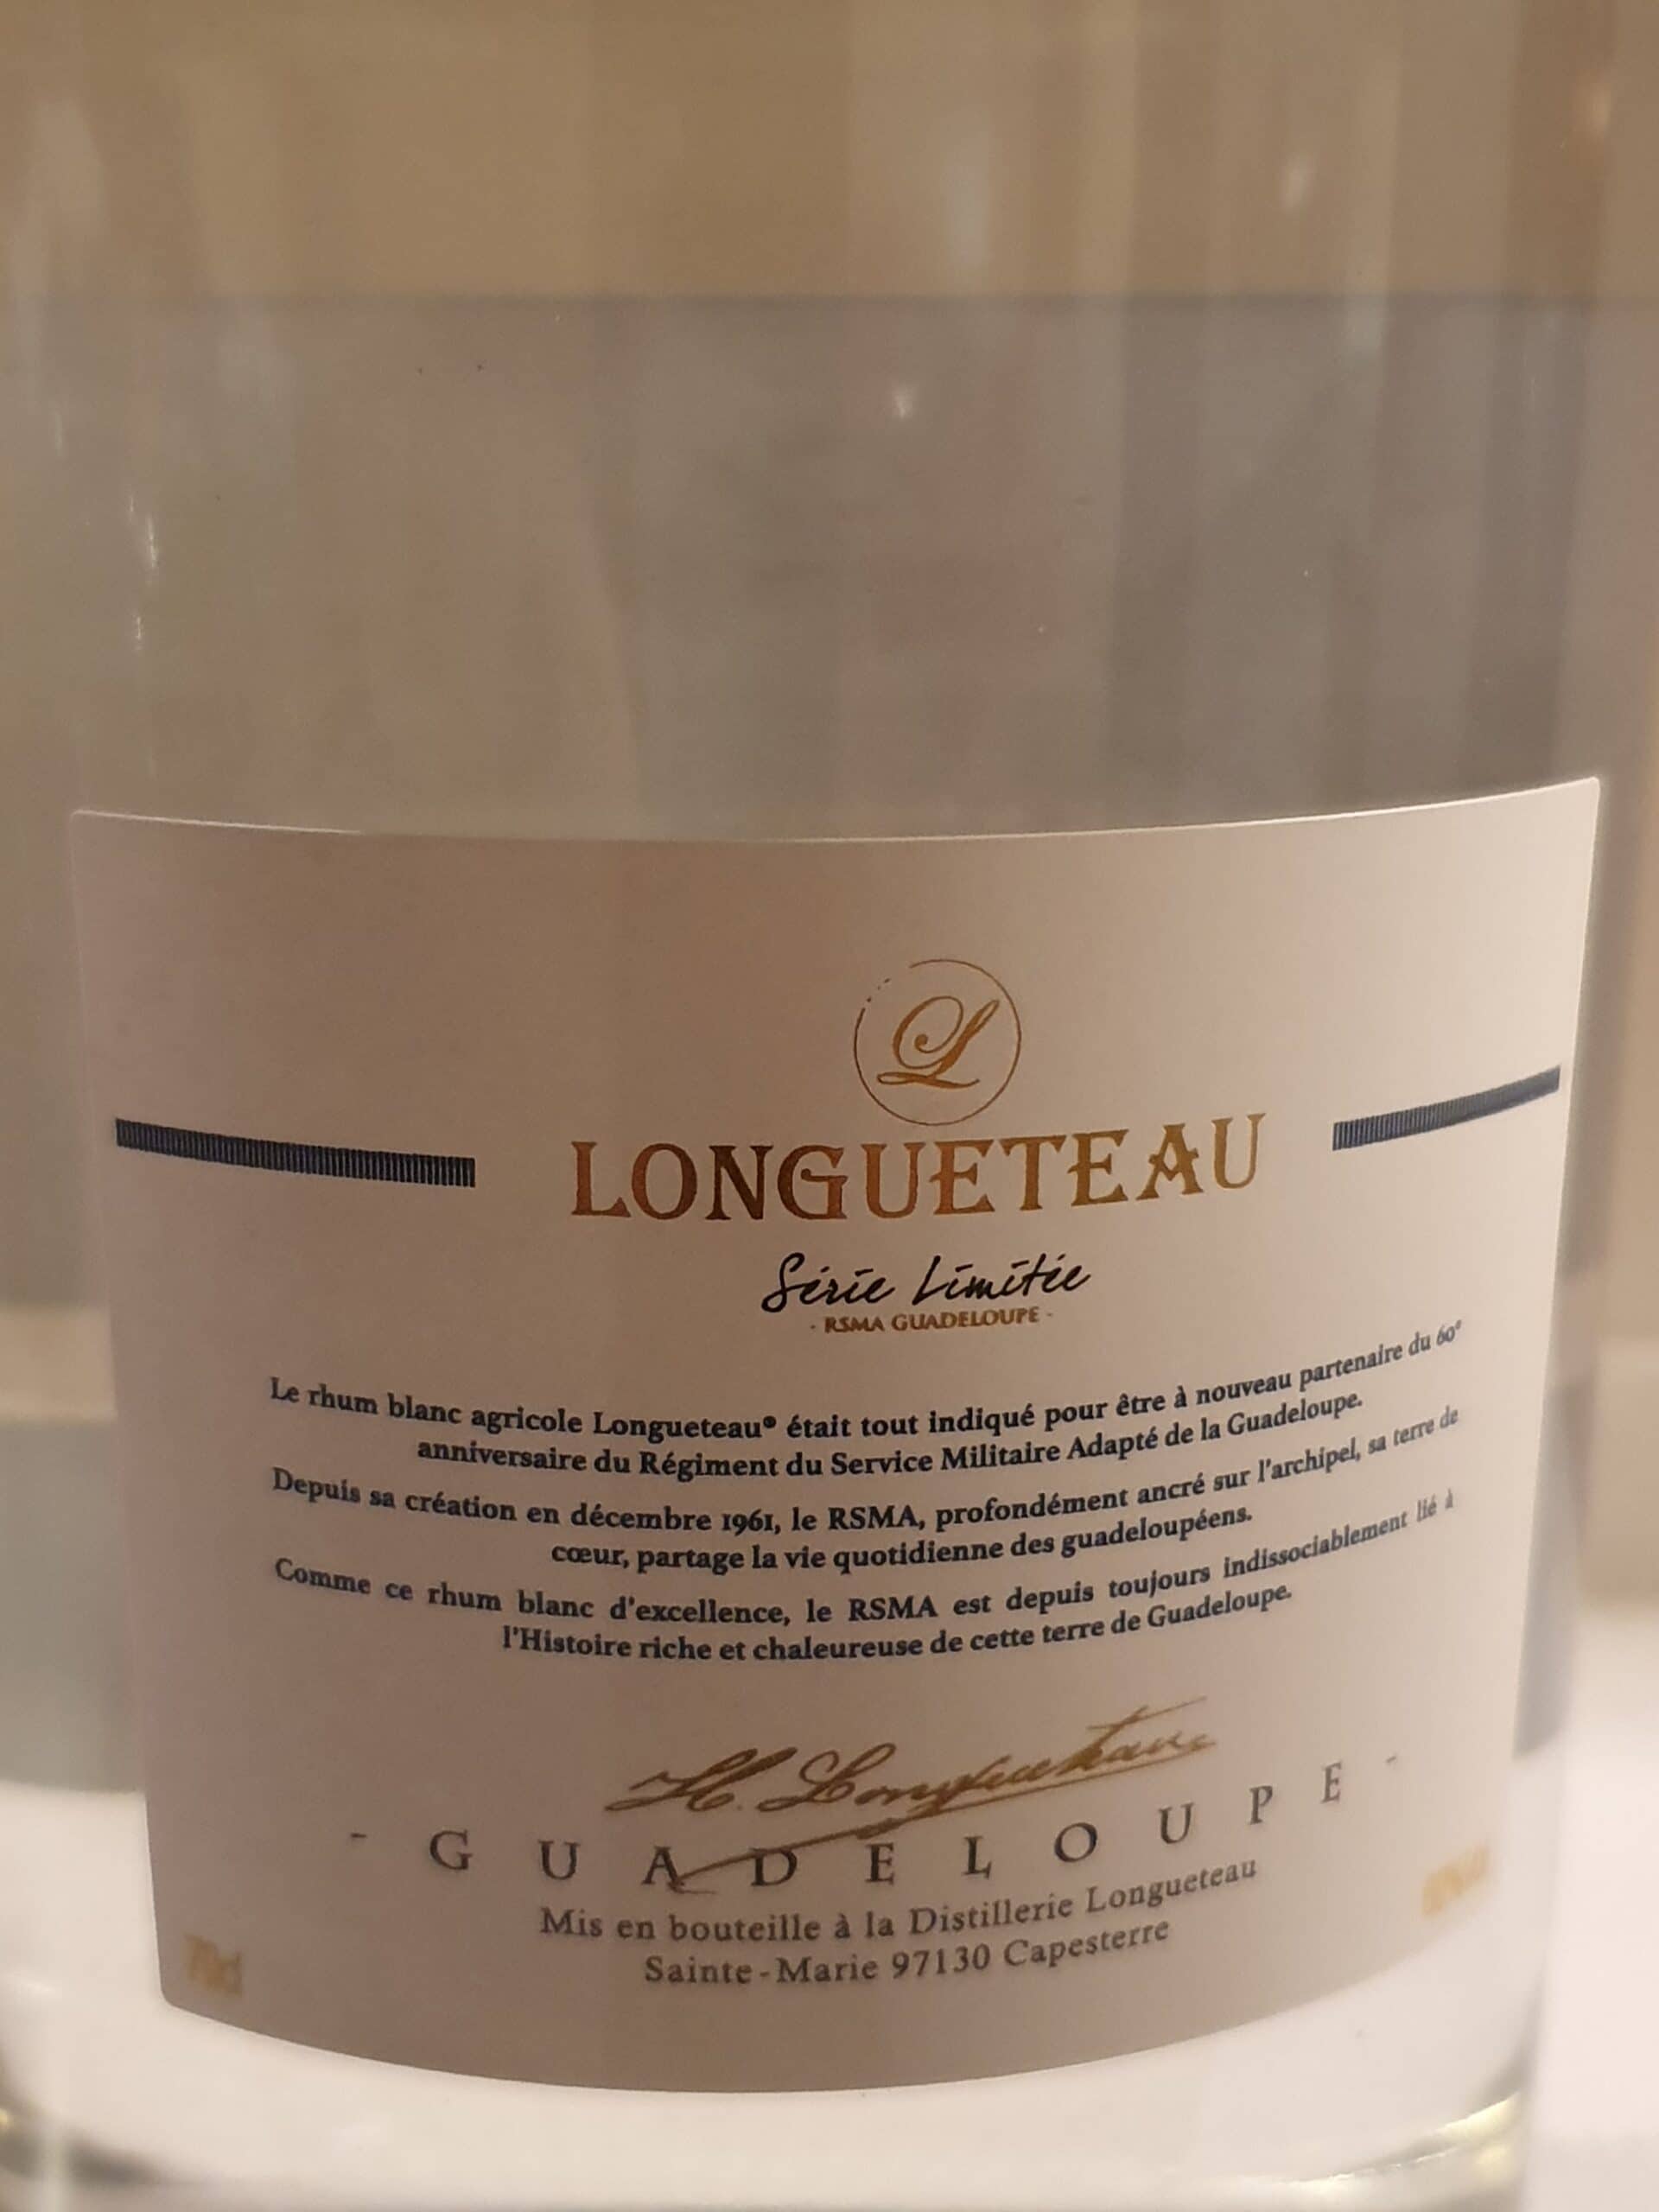 L
LONGUETEAU
Série Limitée
- RSMA GUADELOUPE -
Le rhum blanc agricole Longueteau® était tout indiqué pour être à nouveau partenaire du 60e
anniversaire du Régiment du Service Militaire Adapté de la Guadeloupe.
Depuis sa création en décembre 1961, le RSMA, profondément ancré sur l'archipel, sa terre de
cœur, partage la vie quotidienne des guadeloupéens.
Comme ce rhum blanc d'excellence, le RSMA est depuis toujours indissociablement lié à
l'Histoire riche et chaleureuse de cette terre de Guadeloupe.
H. Longueteau
- GUADELOUPE -
Mis en bouteille à la Distillerie Longueteau
Sainte-Marie 97130 Capesterre
70cl